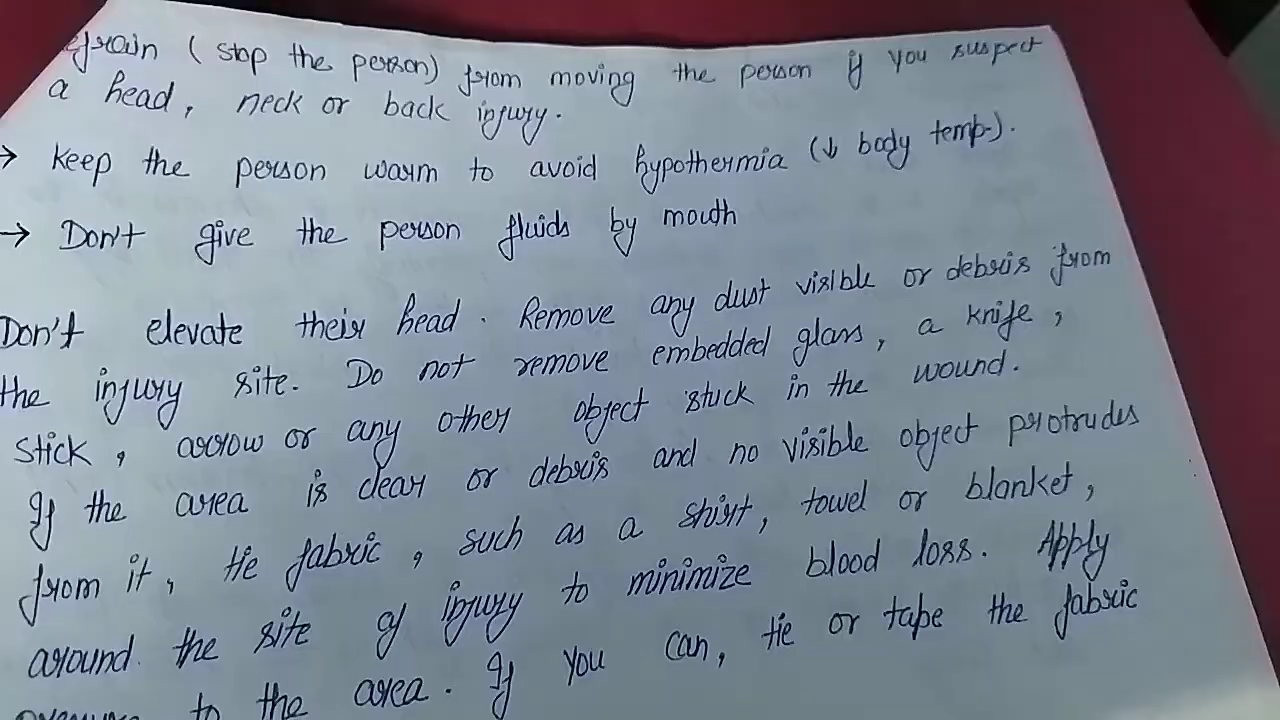 efrain (stop the person) from moving the person if you suspect
a head, neck or back injury.
→ Keep the person warm to avoid hypothermia (↓ body temp.).
→ Don't give the person fluids by mouth
Don't elevate their head. Remove any dust visible or debris from
the injury site. Do not remove embedded glass, a knife,
stick, arrow or any other object stuck in the wound.
If the area is clear or debris and no visible object protrudes
from it, tie fabric, such as a shirt, towel or blanket,
around the site of injury to minimize blood loss. Apply
to the area. If you can, tie or tape the fabric